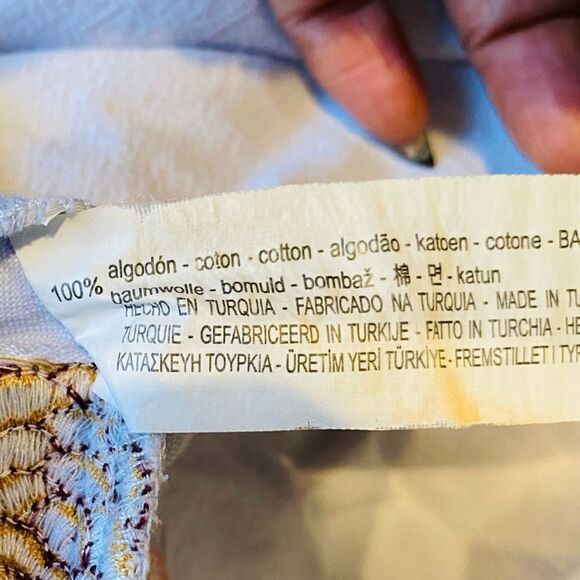 100% algodón - coton - cotton - algodão - katoen - cotone - BA
baumwolle - bomuld - bombaž - 棉 - 면 - katun
HECHO EN TURQUIA - FABRICADO NA TURQUIA - MADE IN TU
TURQUIE - GEFABRICEERD IN TURKIJE - FATTO IN TURCHIA - HE
ΚΑΤΑΣΚΕΥΗ ΤΟΥΡΚΙΑ - ÜRETİM YERİ TÜRKİYE - FREMSTILLET I TYR